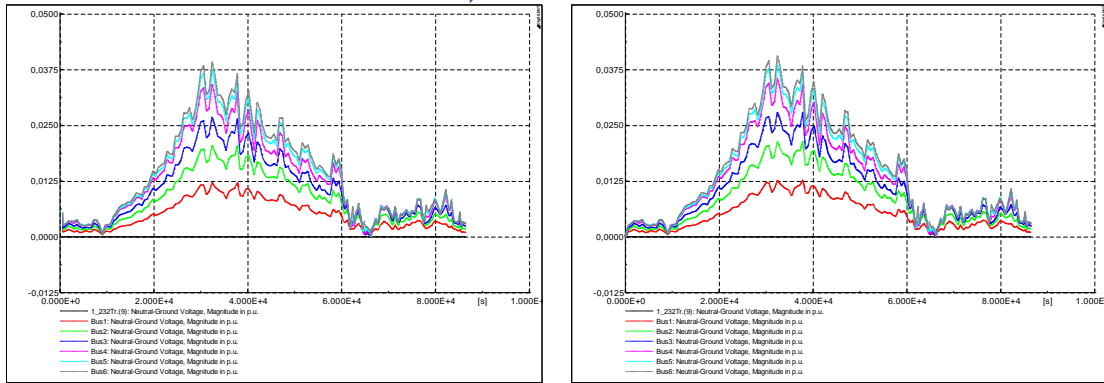 0,0500
0,0375
0,0250
0,0125
0,0000
-0,0125
0.000E+0
2.000E+4
4.000E+4
6.000E+4
8.000E+4
[s]
1.000E+
1_232Tr.(9): Neutral-Ground Voltage, Magnitude in p.u.
Bus1: Neutral-Ground Voltage, Magnitude in p.u.
Bus2: Neutral-Ground Voltage, Magnitude in p.u.
Bus3: Neutral-Ground Voltage, Magnitude in p.u.
Bus4: Neutral-Ground Voltage, Magnitude in p.u.
Bus5: Neutral-Ground Voltage, Magnitude in p.u.
Bus6: Neutral-Ground Voltage, Magnitude in p.u.
0,0500
0,0375
0,0250
0,0125
0,0000
-0,0125
0.000E+0
2.000E+4
4.000E+4
6.000E+4
8.000E+4
[s]
1.000E+
1_232Tr.(9): Neutral-Ground Voltage, Magnitude in p.u.
Bus1: Neutral-Ground Voltage, Magnitude in p.u.
Bus2: Neutral-Ground Voltage, Magnitude in p.u.
Bus3: Neutral-Ground Voltage, Magnitude in p.u.
Bus4: Neutral-Ground Voltage, Magnitude in p.u.
Bus5: Neutral-Ground Voltage, Magnitude in p.u.
Bus6: Neutral-Ground Voltage, Magnitude in p.u.